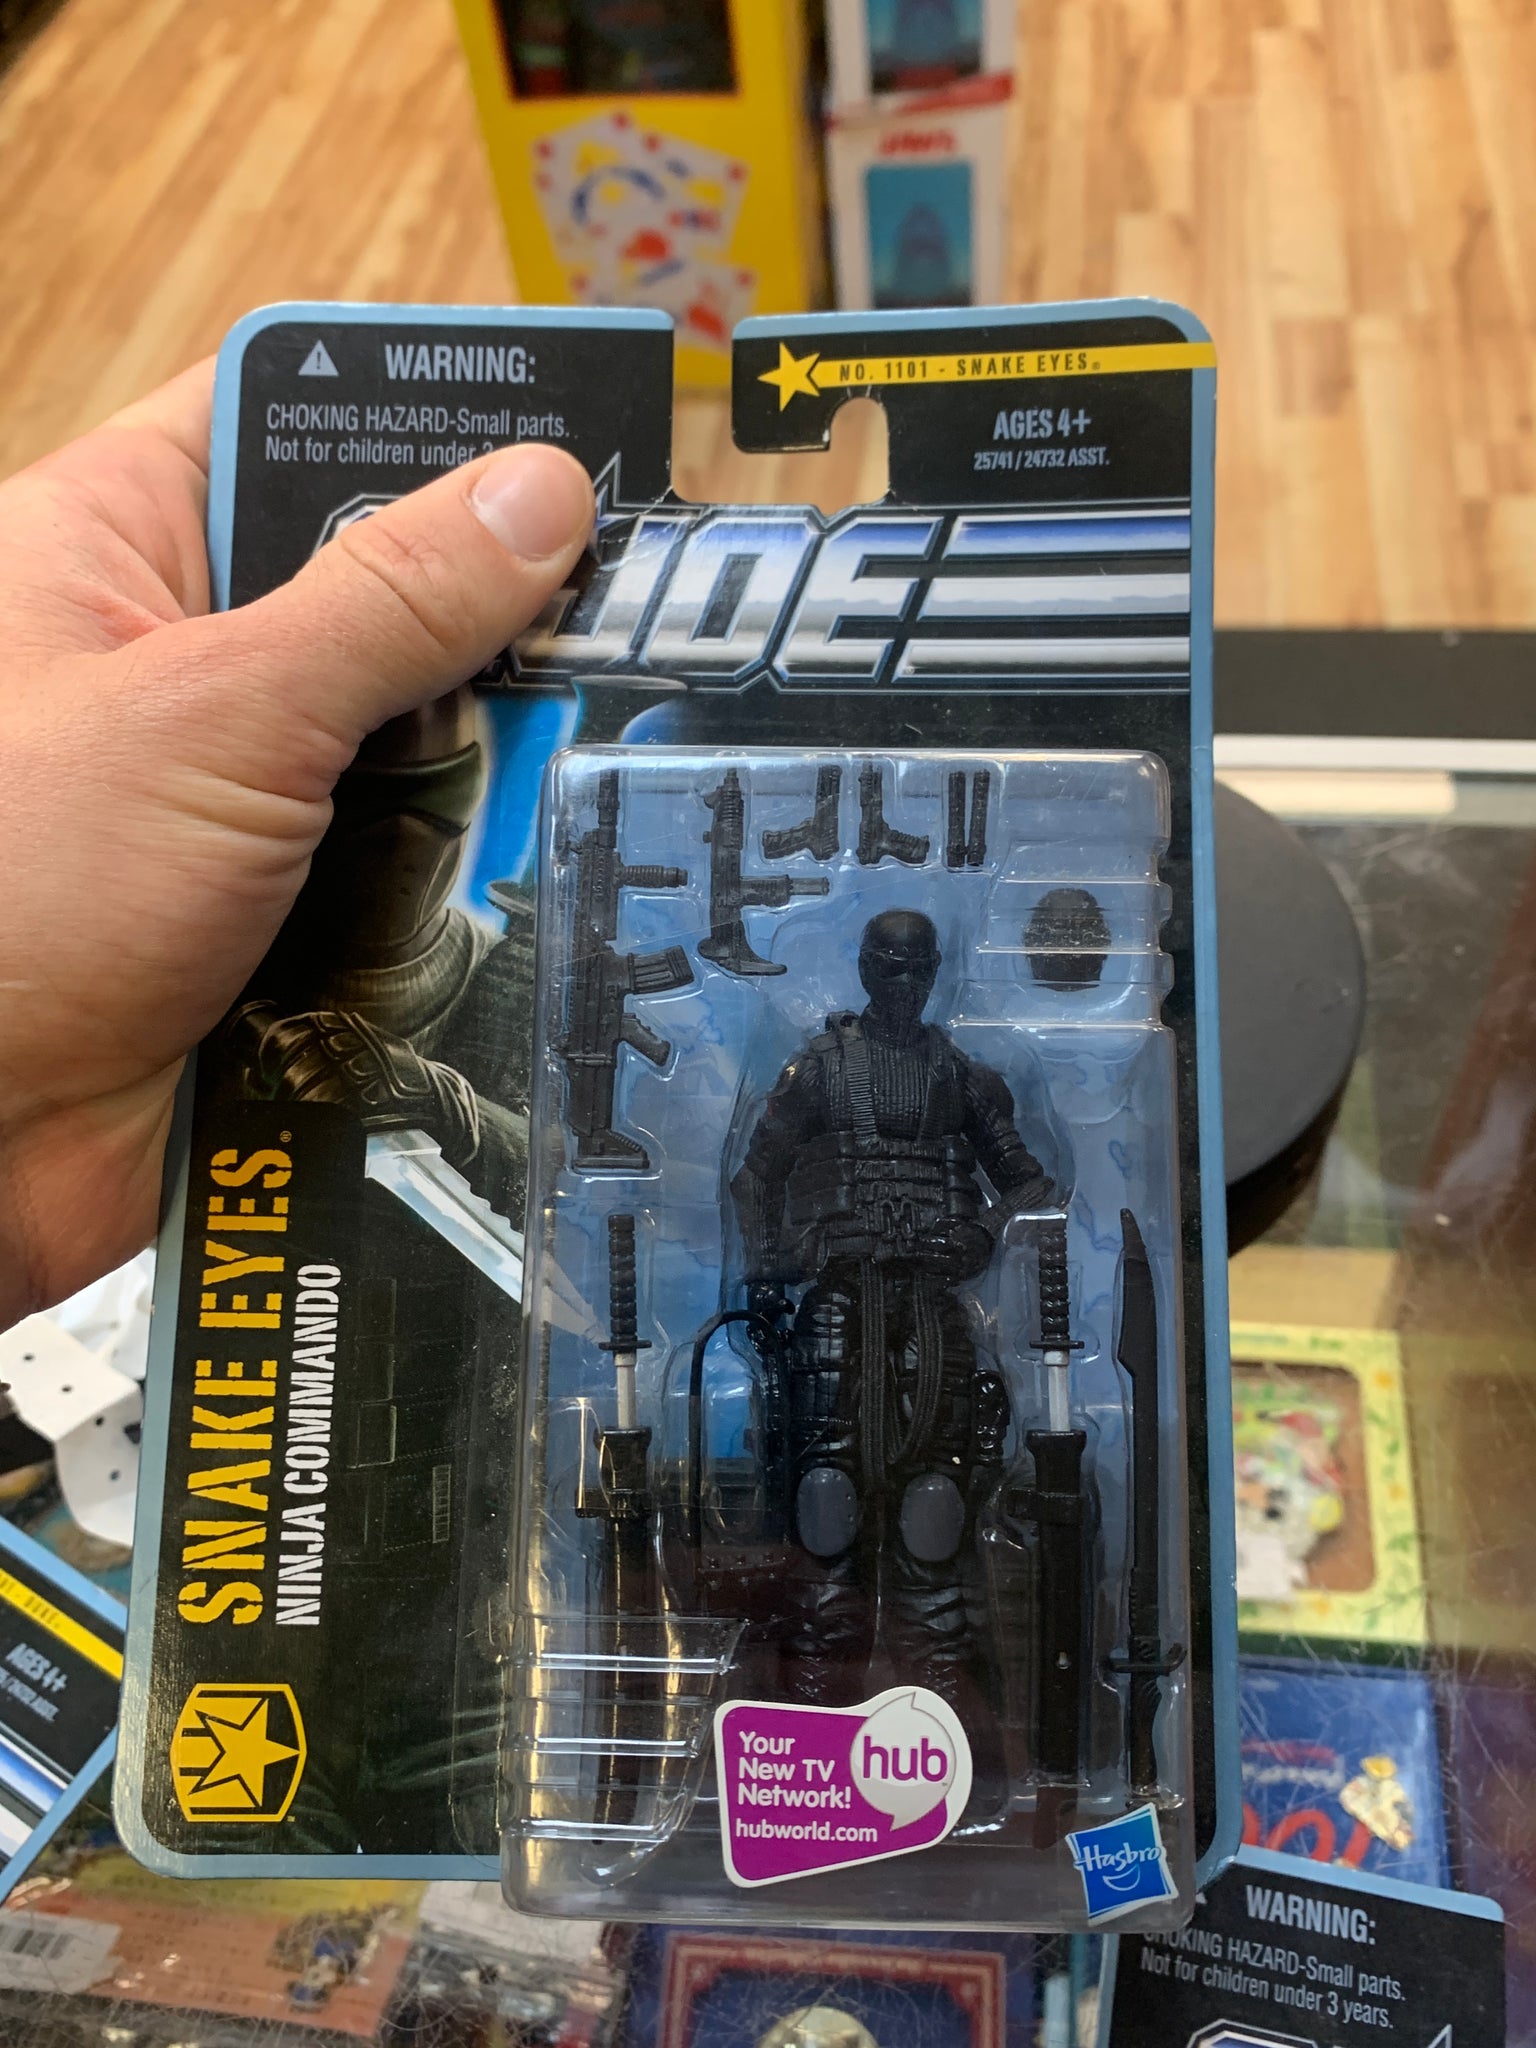 WARNING:
CHOKING HAZARD-Small parts.
Not for children under
NO. 1101 - SNAKE EYES®
AGES 4+
25741 / 24732 ASST.
JOE
SNAKE EYES®
NINJA COMMANDO
Your
New TV
Network!
hubworld.com
hub
Hasbro
AGES 4+
WARNING:
CHOKING HAZARD-Small parts.
Not for children under 3 years.
JAWS